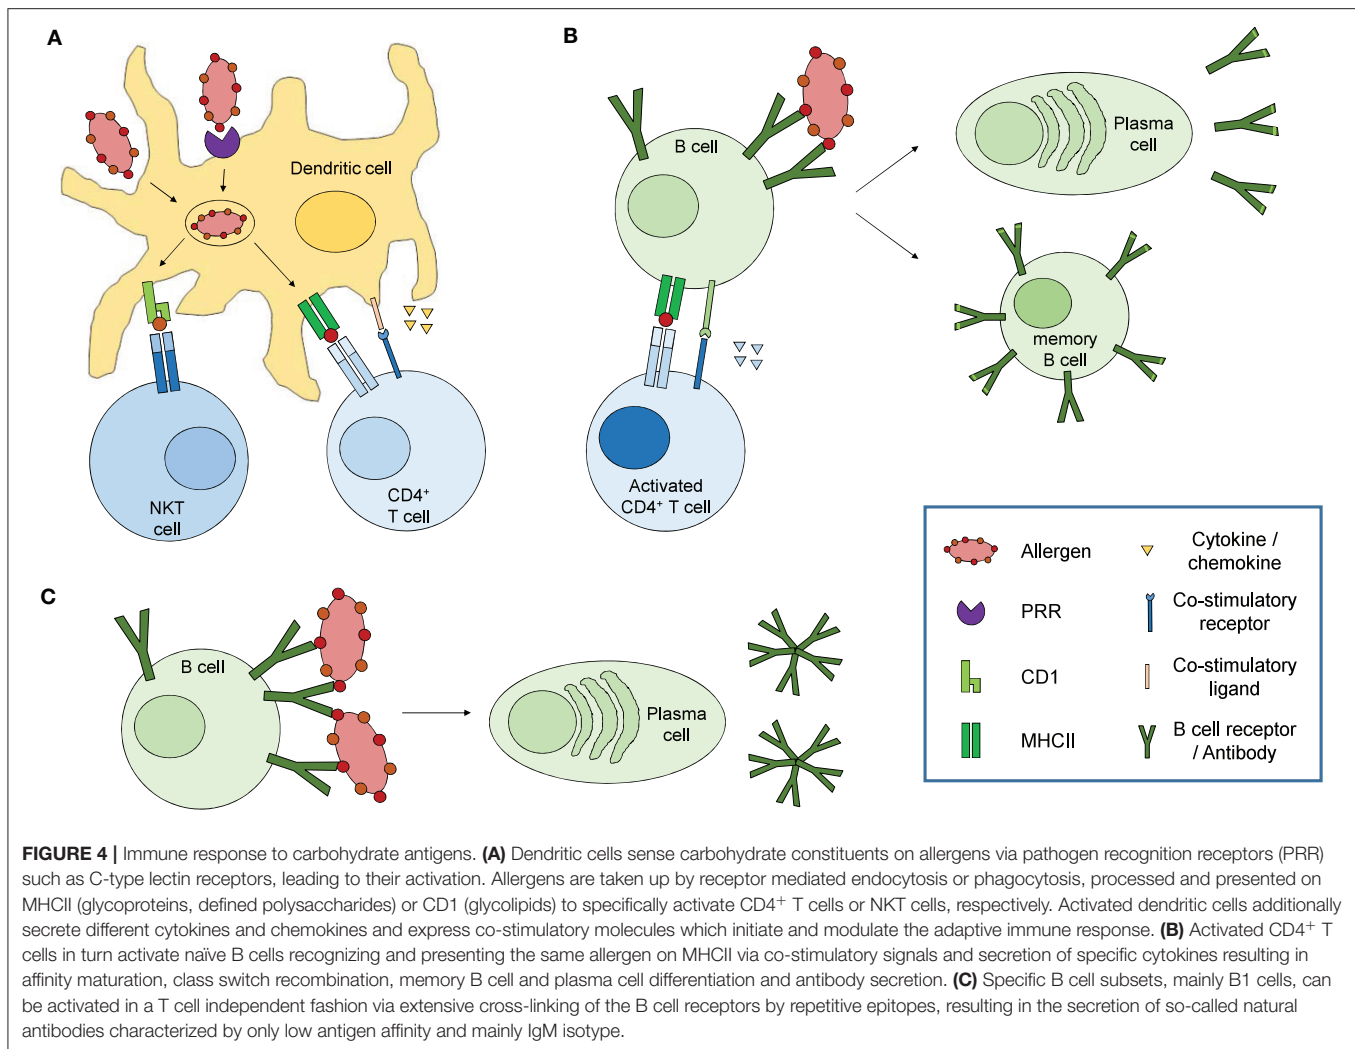 A
Dendritic cell
NKT
cell
CD4⁺
T cell
B
B cell
Plasma
cell
memory
B cell
Activated
CD4⁺ T cell
C
B cell
Plasma
cell
Allergen
Cytokine /
chemokine
PRR
Co-stimulatory
receptor
CD1
Co-stimulatory
ligand
MHCII
B cell receptor
/ Antibody
FIGURE 4 | Immune response to carbohydrate antigens. (A) Dendritic cells sense carbohydrate constituents on allergens via pathogen recognition receptors (PRR)
such as C-type lectin receptors, leading to their activation. Allergens are taken up by receptor mediated endocytosis or phagocytosis, processed and presented on
MHCII (glycoproteins, defined polysaccharides) or CD1 (glycolipids) to specifically activate CD4⁺ T cells or NKT cells, respectively. Activated dendritic cells additionally
secrete different cytokines and chemokines and express co-stimulatory molecules which initiate and modulate the adaptive immune response. (B) Activated CD4⁺ T
cells in turn activate naïve B cells recognizing and presenting the same allergen on MHCII via co-stimulatory signals and secretion of specific cytokines resulting in
affinity maturation, class switch recombination, memory B cell and plasma cell differentiation and antibody secretion. (C) Specific B cell subsets, mainly B1 cells, can
be activated in a T cell independent fashion via extensive cross-linking of the B cell receptors by repetitive epitopes, resulting in the secretion of so-called natural
antibodies characterized by only low antigen affinity and mainly IgM isotype.